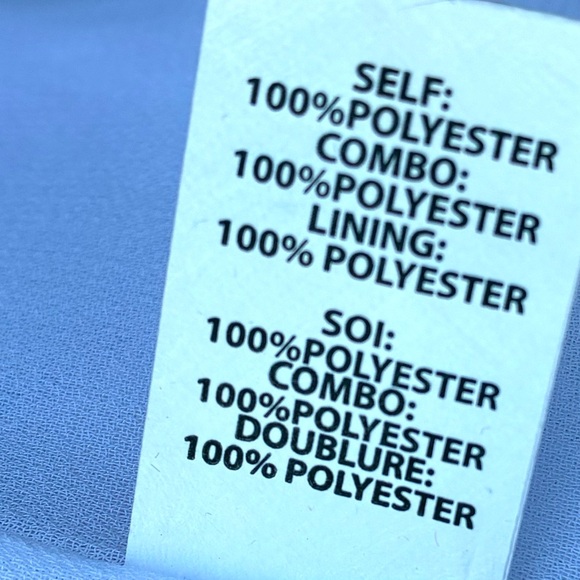 SELF:
100%POLYESTER
COMBO:
100%POLYESTER
LINING:
100% POLYESTER
SOI:
100%POLYESTER
COMBO:
100%POLYESTER
DOUBLURE:
100% POLYESTER